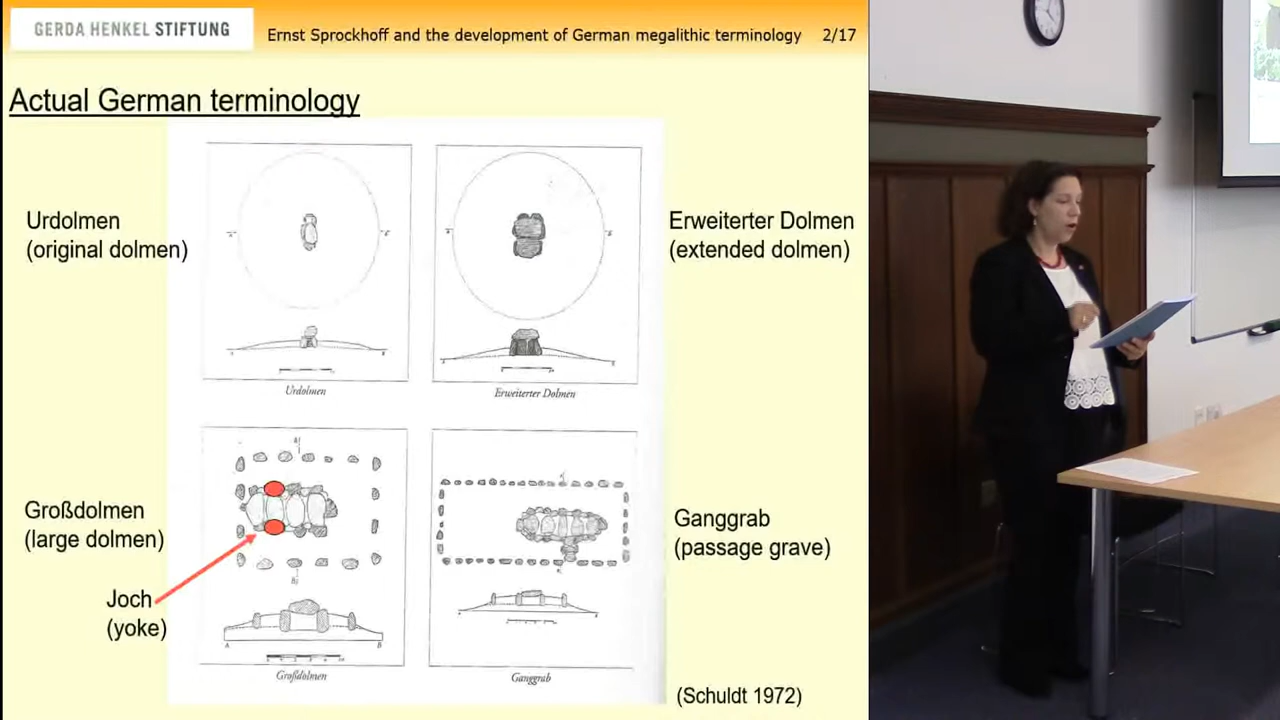 GERDA HENKEL STIFTUNG
Ernst Sprockhoff and the development of German megalithic terminology 2/17
Actual German terminology
Urdolmen
(original dolmen)
Erweiterter Dolmen
(extended dolmen)
Urdolmen
Erweiterter Dolmen
Großdolmen
(large dolmen)
Ganggrab
(passage grave)
Joch
(yoke)
A
B
Großdolmen
Ganggrab
(Schuldt 1972)